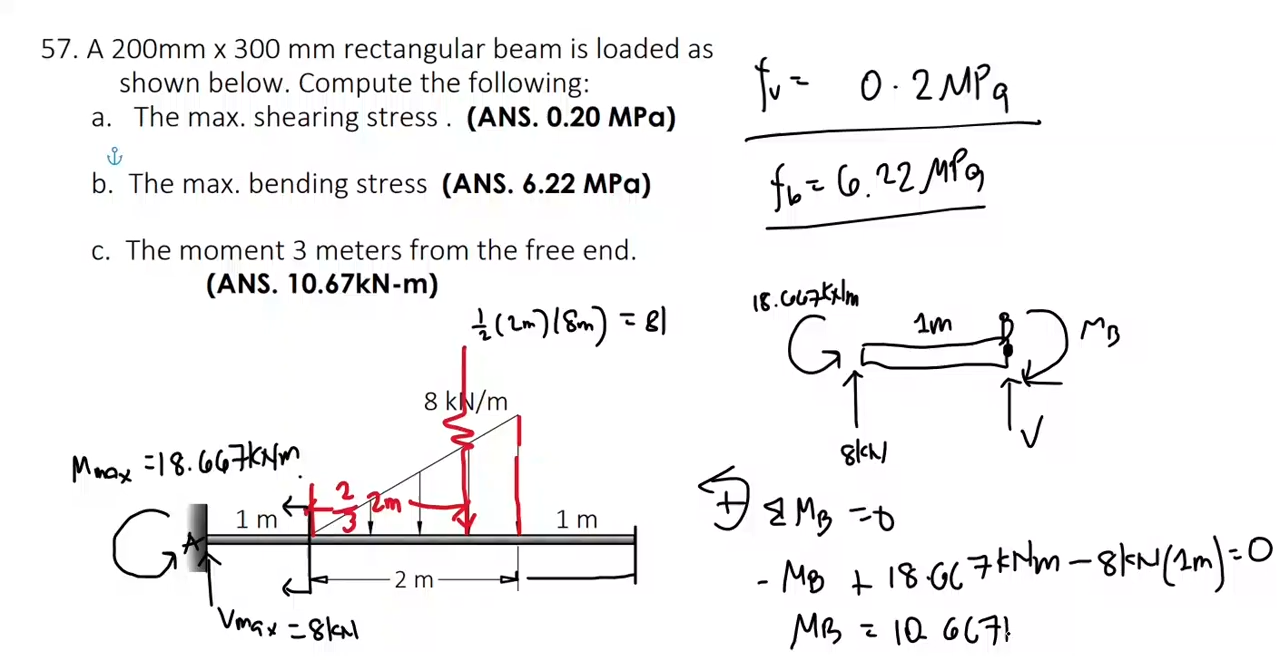 57. A 200mm x 300 mm rectangular beam is loaded as
shown below. Compute the following:
a. The max. shearing stress . (ANS. 0.20 MPa)
b. The max. bending stress (ANS. 6.22 MPa)
c. The moment 3 meters from the free end.
(ANS. 10.67kN-m)
fv = 0.2MPa
fb = 6.22 MPa
½(2m)(8m) = 8
8 kN/m
Mmax = 18.667kNm
2/3 2m
1 m
1 m
A
2 m
Vmax = 8kN
18.667kNm
1m
B
MB
8kN
V
+ ΣMB = 0
- MB + 18.667kNm - 8kN(1m) = 0
MB = 10.667